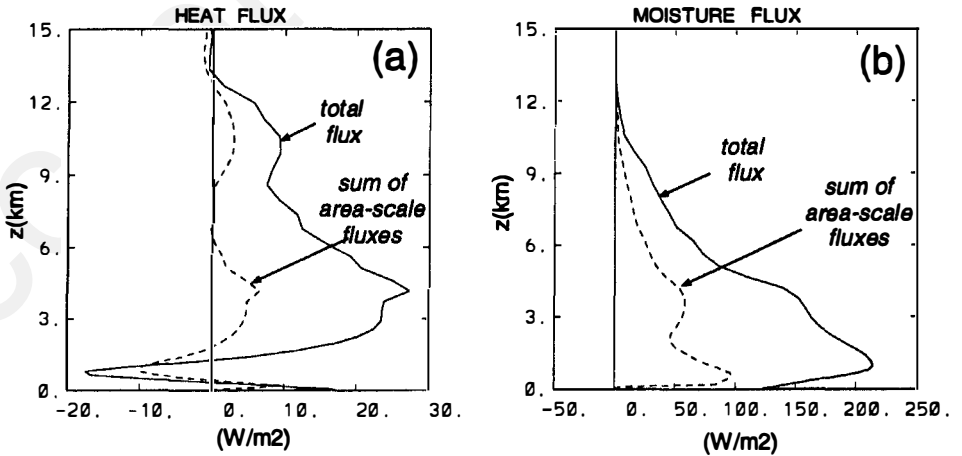 HEAT FLUX
(a)
15.
12.
9.
6.
3.
0.
z(km)
total
flux
sum of
area-scale
fluxes
-20. -10. 0. 10. 20. 30.
(W/m2)
MOISTURE FLUX
(b)
15.
12.
9.
6.
3.
0.
z(km)
total
flux
sum of
area-scale
fluxes
-50. 0. 50. 100. 150. 200. 250.
(W/m2)